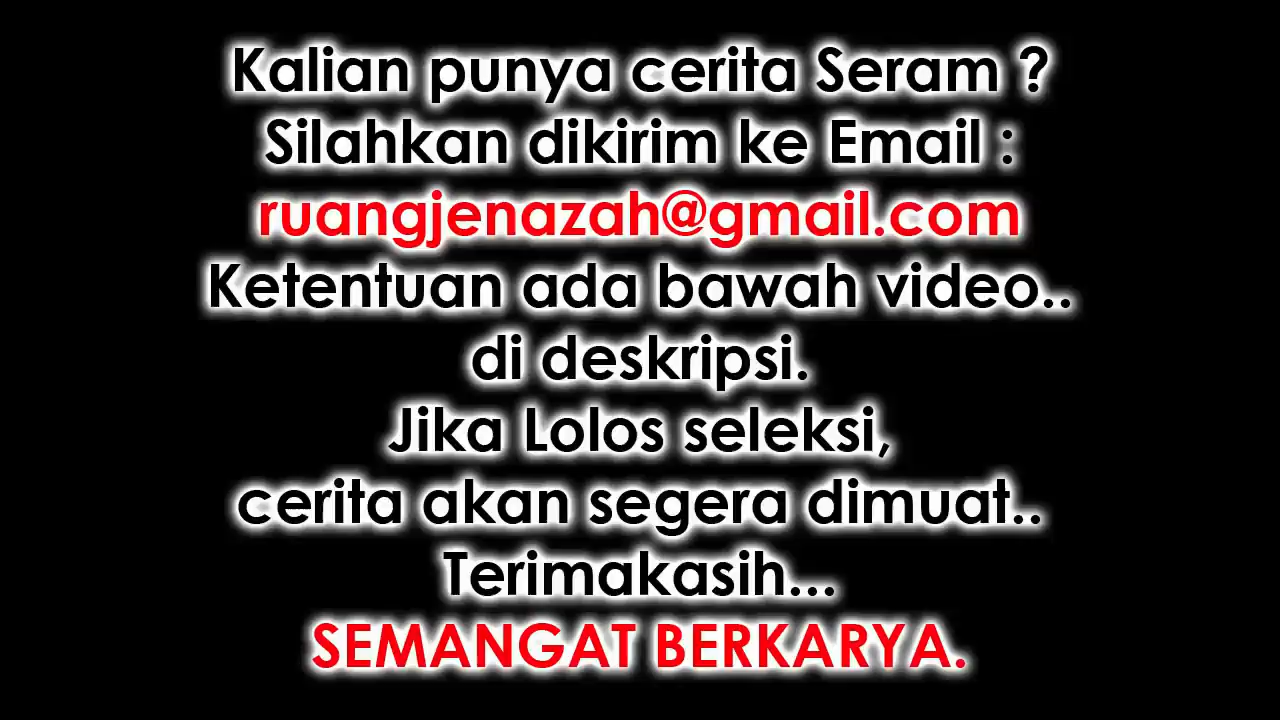 Kalian punya cerita Seram ?
Silahkan dikirim ke Email :
ruangjenazah@gmail.com
Ketentuan ada bawah video..
di deskripsi.
Jika Lolos seleksi,
cerita akan segera dimuat..
Terimakasih...
SEMANGAT BERKARYA.